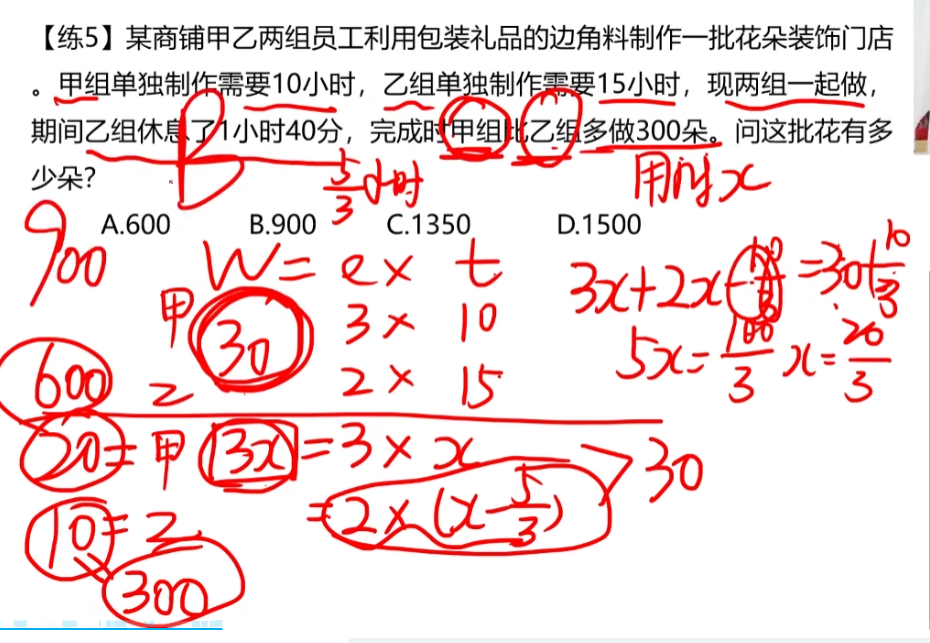 【练5】某商铺甲乙两组员工利用包装礼品的边角料制作一批花朵装饰门店
。甲组单独制作需要10小时，乙组单独制作需要15小时，现两组一起做，
期间乙组休息了1小时40分，完成时甲组比乙组多做300朵。问这批花有多
少朵？
5/3小时
用时x
A.600 B.900 C.1350 D.1500
900
W = e × t
3x+2x-10/3=30+10/3
甲 30 3 × 10
5x=100/3 x=20/3
600 乙 2 × 15
20= 甲 3x = 3 × x
30
10= 乙 = 2×(x-5/3)
300